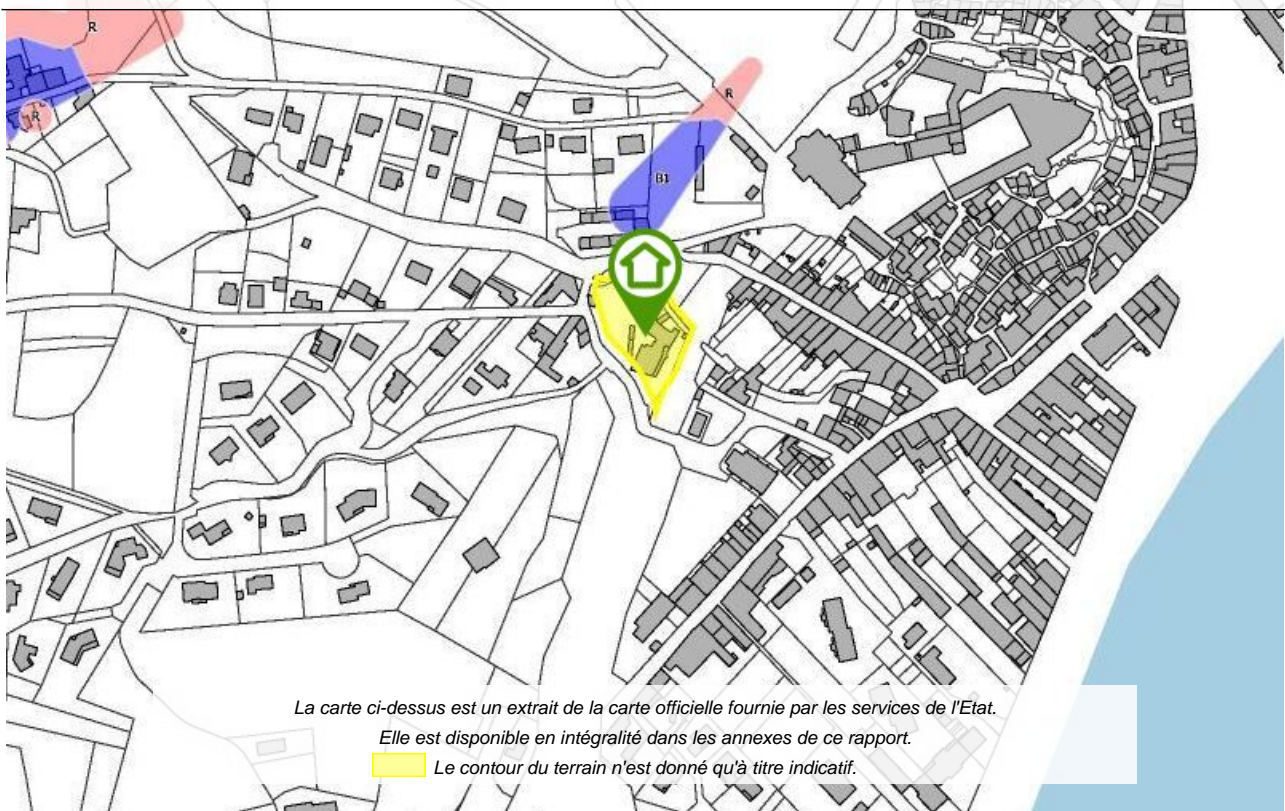 R
R
R
B1
La carte ci-dessus est un extrait de la carte officielle fournie par les services de l'Etat.
Elle est disponible en intégralité dans les annexes de ce rapport.
Le contour du terrain n'est donné qu'à titre indicatif.